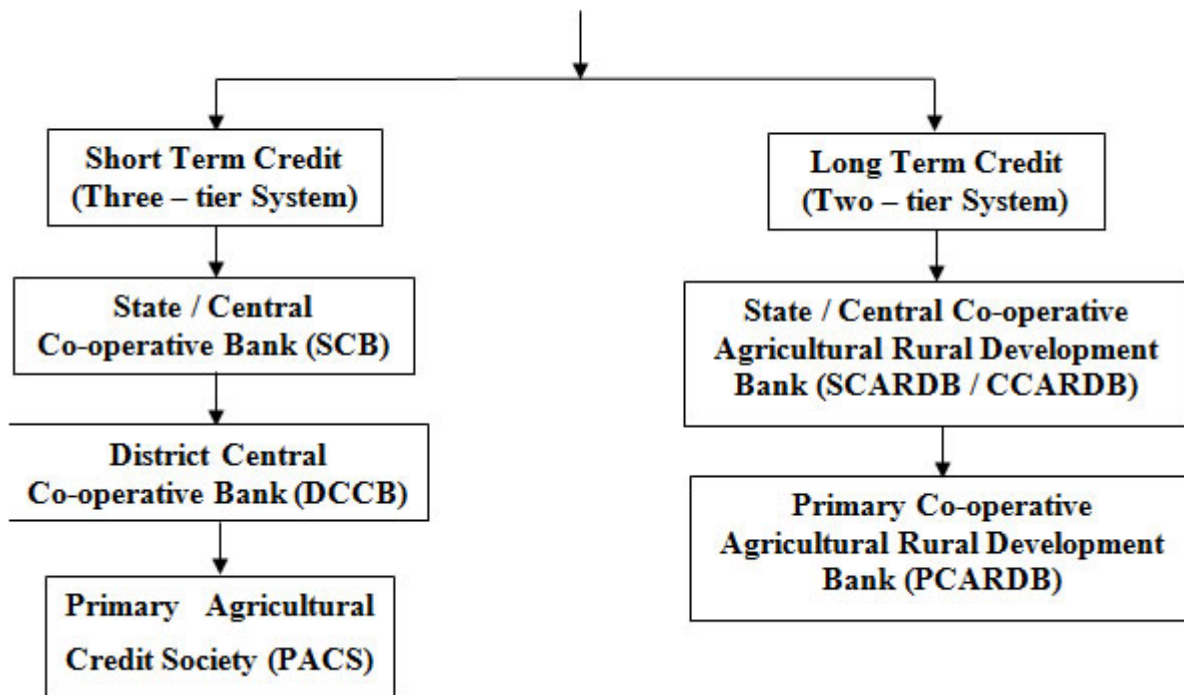 Short Term Credit
(Three – tier System)
Long Term Credit
(Two – tier System)
State / Central
Co-operative Bank (SCB)
State / Central Co-operative
Agricultural Rural Development
Bank (SCARDB / CCARDB)
District Central
Co-operative Bank (DCCB)
Primary Co-operative
Agricultural Rural Development
Bank (PCARDB)
Primary Agricultural
Credit Society (PACS)